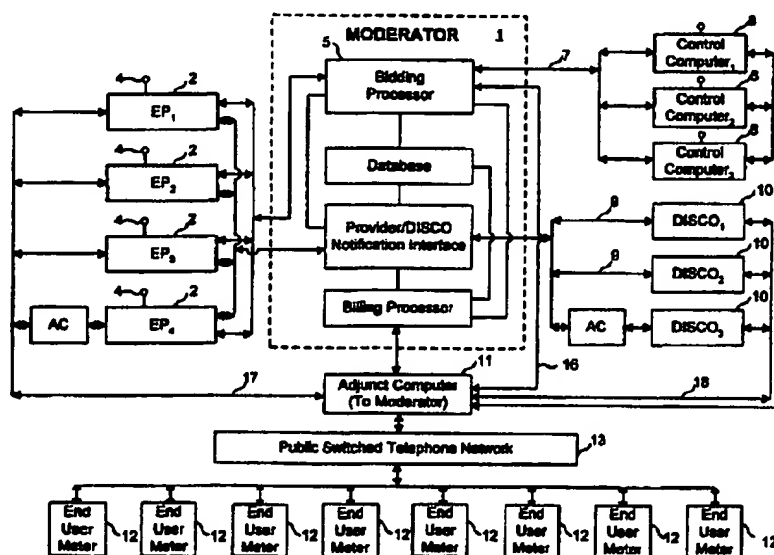 MODERATOR 1
5
Bidding
Processor
Database
Provider/DISCO
Notification Interface
Billing Processor
4 2
EP1
4 2
EP2
4 2
EP3
4 2
EP4
AC
7
Control
Computer1
Control
Computer2
Control
Computer3
9
DISCO1
10
9
DISCO2
10
AC
DISCO3
10
11
16
17
18
Adjunct Computer
(To Moderator)
Public Switched Telephone Network
13
End
User
Meter
12
End
User
Meter
12
End
User
Meter
12
End
User
Meter
12
End
User
Meter
12
End
User
Meter
12
End
User
Meter
12
End
User
Meter
12